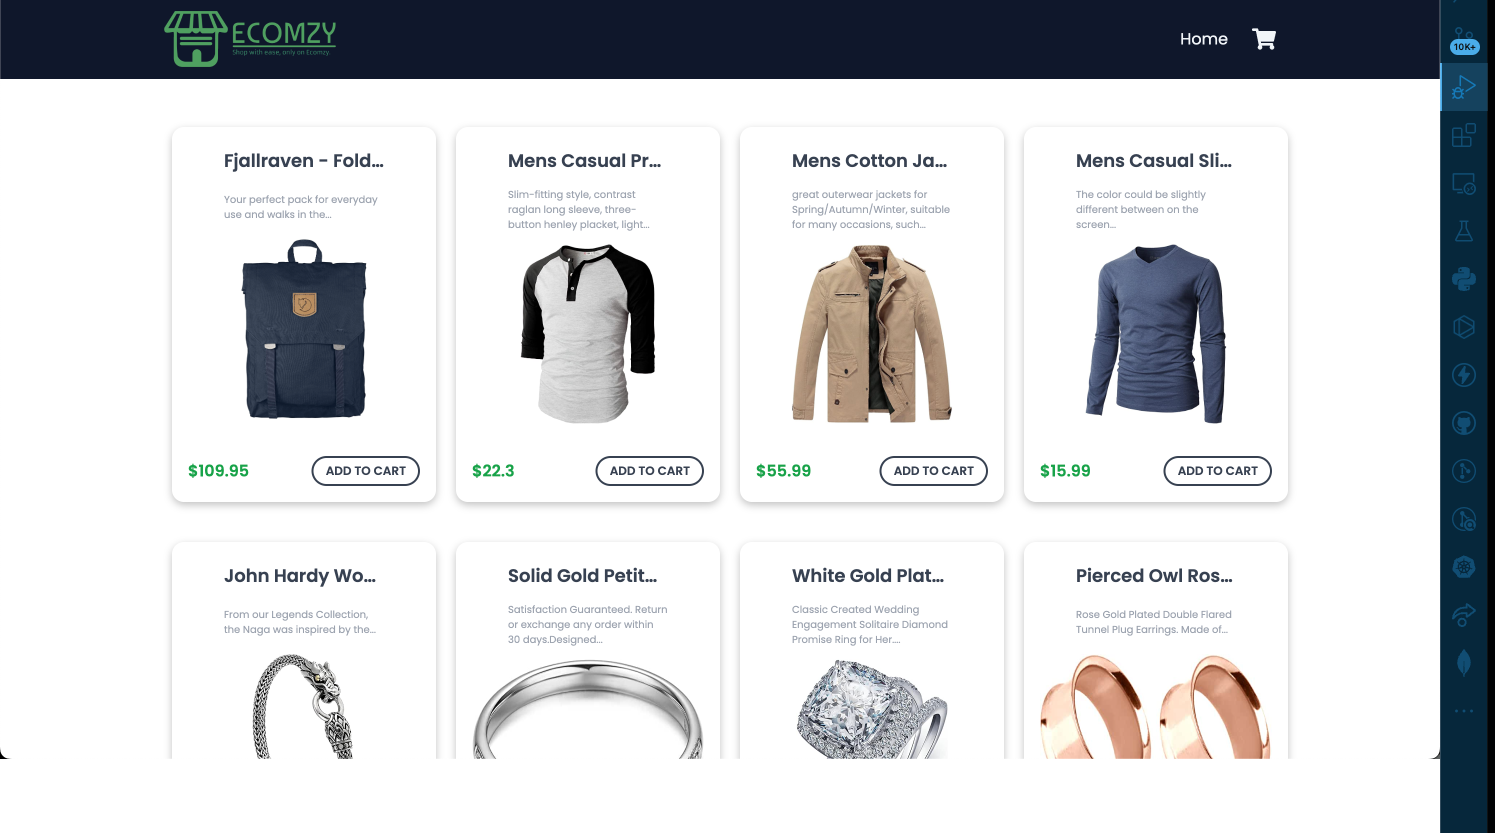 ECOMZY
Shop with ease, only on Ecomzy.
Home
10K+
Fjallraven - Fold...
Mens Casual Pr...
Mens Cotton Ja...
Mens Casual Sli...
Your perfect pack for everyday
use and walks in the...
Slim-fitting style, contrast
raglan long sleeve, three-
button henley placket, light...
great outerwear jackets for
Spring/Autumn/Winter, suitable
for many occasions, such...
The color could be slightly
different between on the
screen...
$109.95
ADD TO CART
$22.3
ADD TO CART
$55.99
ADD TO CART
$15.99
ADD TO CART
John Hardy Wo...
Solid Gold Petit...
White Gold Plat...
Pierced Owl Ros...
From our Legends Collection,
the Naga was inspired by the...
Satisfaction Guaranteed. Return
or exchange any order within
30 days.Designed...
Classic Created Wedding
Engagement Solitaire Diamond
Promise Ring for Her....
Rose Gold Plated Double Flared
Tunnel Plug Earrings. Made of...